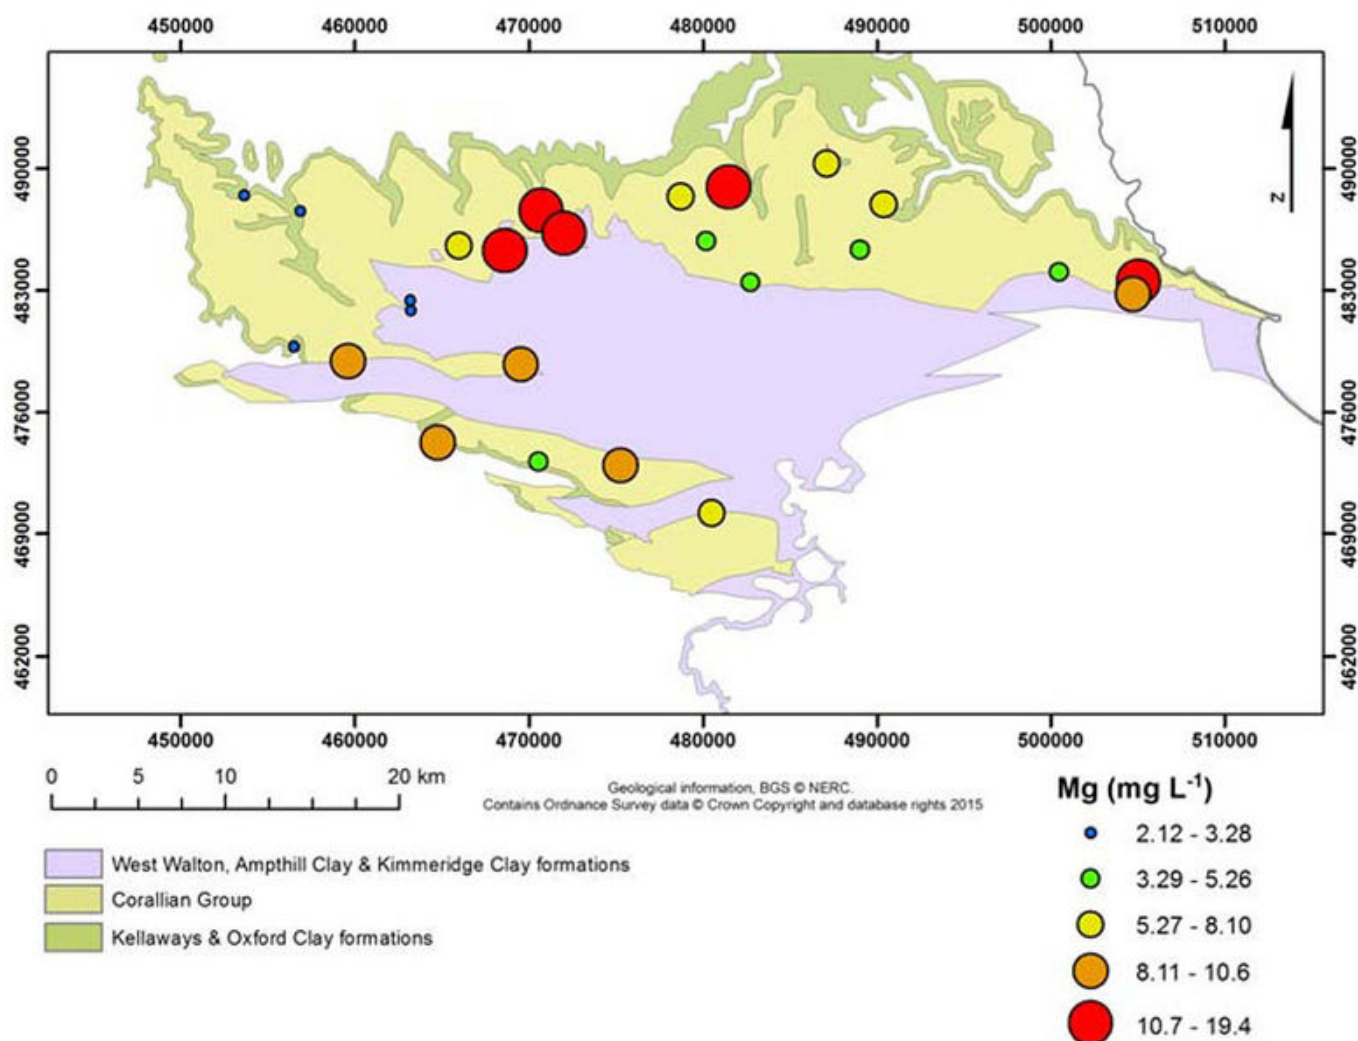 450000 460000 470000 480000 490000 500000 510000
490000 490000
483000 483000
476000 476000
469000 469000
462000 462000
N
450000 460000 470000 480000 490000 500000 510000
0 5 10 20 km
Geological information, BGS © NERC.
Contains Ordnance Survey data © Crown Copyright and database rights 2015
West Walton, Ampthill Clay & Kimmeridge Clay formations
Corallian Group
Kellaways & Oxford Clay formations
Mg (mg L⁻¹)
2.12 - 3.28
3.29 - 5.26
5.27 - 8.10
8.11 - 10.6
10.7 - 19.4